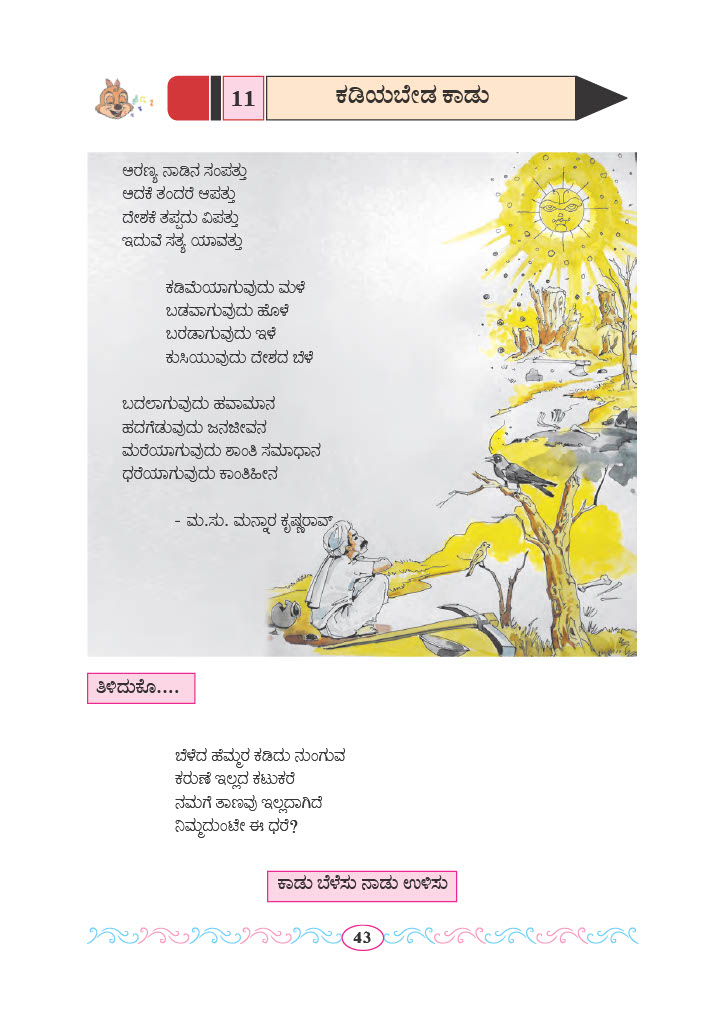 11
ಕಡಿಯಬೇಡ ಕಾಡು
ಅರಣ್ಯ ನಾಡಿನ ಸಂಪತ್ತು
ಅದಕೆ ತಂದರೆ ಆಪತ್ತು
ದೇಶಕೆ ತಪ್ಪದು ವಿಪತ್ತು
ಇದುವೆ ಸತ್ಯ ಯಾವತ್ತು
ಕಡಿಮೆಯಾಗುವುದು ಮಳೆ
ಬಡವಾಗುವುದು ಹೊಳೆ
ಬರಡಾಗುವುದು ಇಳೆ
ಕುಸಿಯುವುದು ದೇಶದ ಬೆಳೆ
ಬದಲಾಗುವುದು ಹವಾಮಾನ
ಹದಗೆಡುವುದು ಜನಜೀವನ
ಮರೆಯಾಗುವುದು ಶಾಂತಿ ಸಮಾಧಾನ
ಧರೆಯಾಗುವುದು ಕಾಂತಿಹೀನ
- ಮ.ಸು. ಮನ್ನಾರ ಕೃಷ್ಣರಾವ್
ತಿಳಿದುಕೊ....
ಬೆಳೆದ ಹೆಮ್ಮರ ಕಡಿದು ನುಂಗುವ
ಕರುಣೆ ಇಲ್ಲದ ಕಟುಕರೆ
ನಮಗೆ ತಾಣವು ಇಲ್ಲದಾಗಿದೆ
ನಿಮ್ಮದುಂಟೇ ಈ ಧರೆ?
ಕಾಡು ಬೆಳೆಸು ನಾಡು ಉಳಿಸು
43